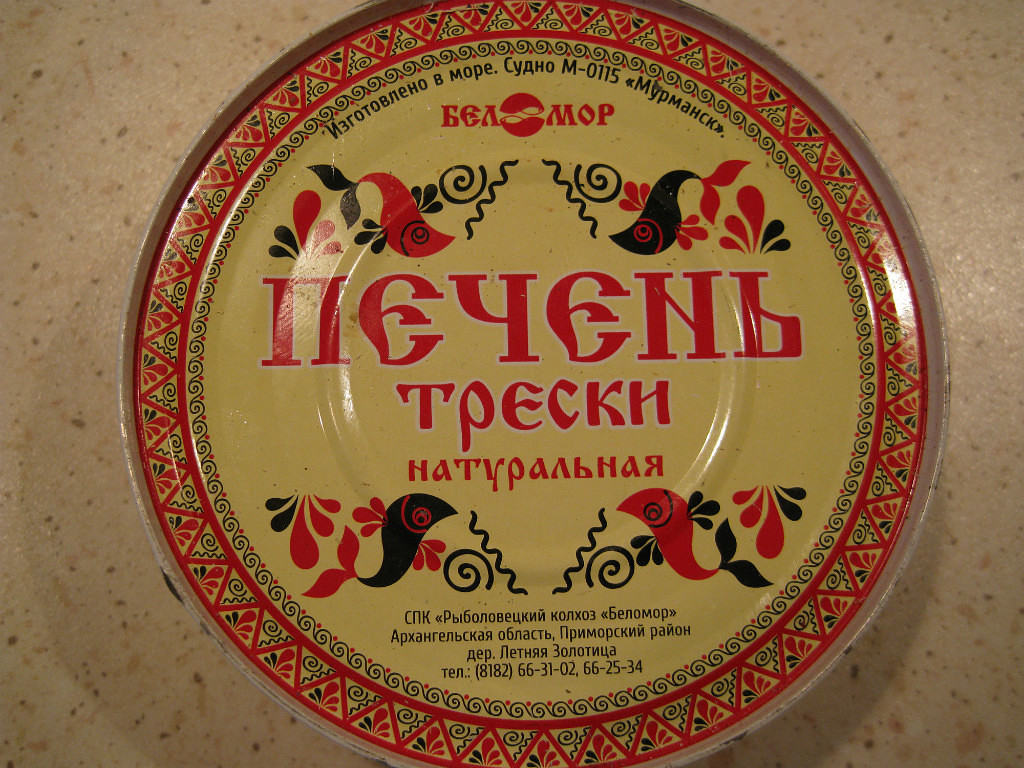 Изготовлено в море. Судно М-0115 «Мурманск».
БЕЛОМОР
ПЕЧЕНЬ
ТРЕСКИ
натуральная
СПК «Рыболовецкий колхоз «Беломор»
Архангельская область, Приморский район
дер. Летняя Золотица
тел.: (8182) 66-31-02, 66-25-34